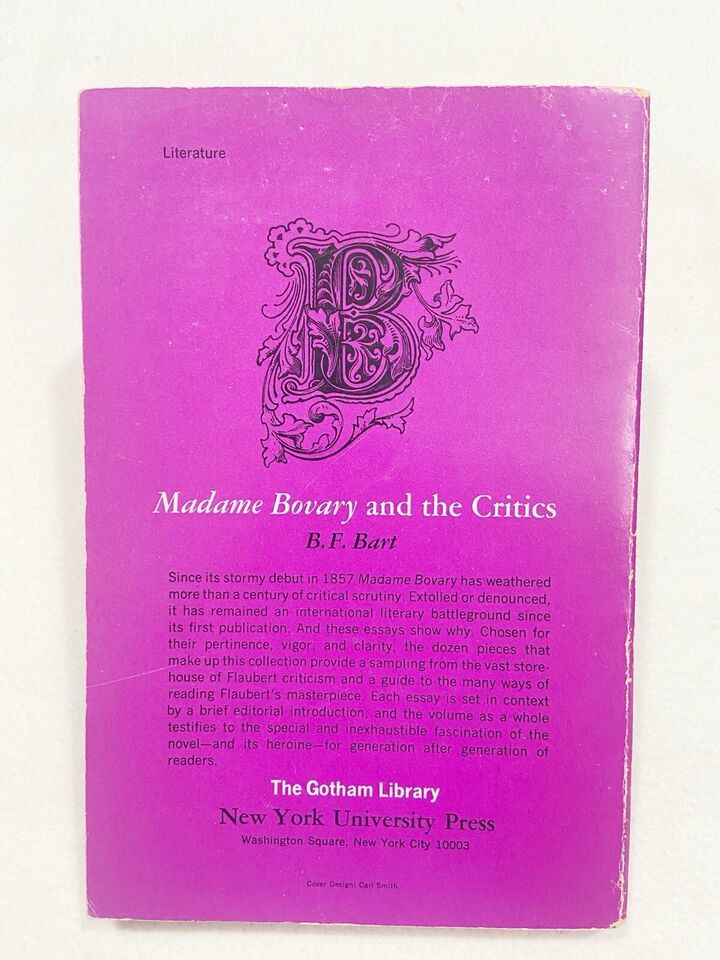 Literature
B
Madame Bovary and the Critics
B. F. Bart
Since its stormy debut in 1857 Madame Bovary has weathered
more than a century of critical scrutiny. Extolled or denounced,
it has remained an international literary battleground since
its first publication. And these essays show why. Chosen for
their pertinence, vigor, and clarity, the dozen pieces that
make up this collection provide a sampling from the vast store-
house of Flaubert criticism and a guide to the many ways of
reading Flaubert's masterpiece. Each essay is set in context
by a brief editorial introduction, and the volume as a whole
testifies to the special and inexhaustible fascination of the
novel—and its heroine—for generation after generation of
readers.
The Gotham Library
New York University Press
Washington Square, New York City 10003
Cover Design: Carl Smith